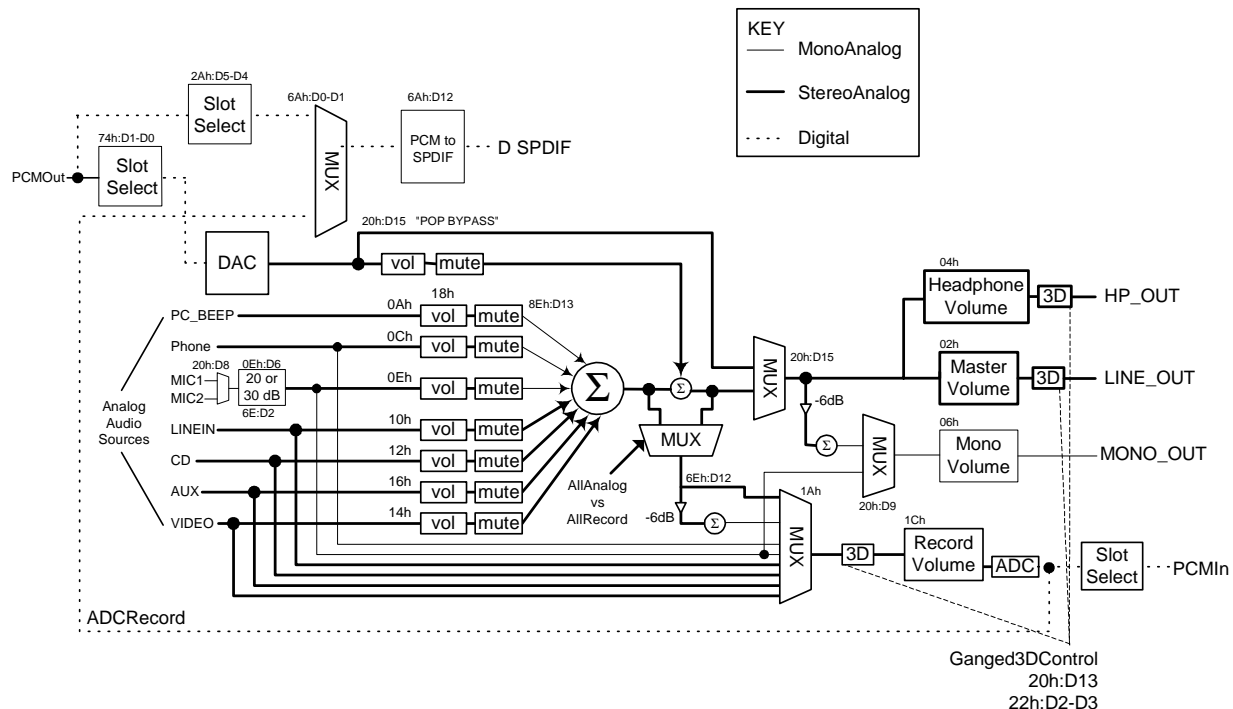 KEY
MonoAnalog
StereoAnalog
Digital
2Ah:D5-D4
Slot
Select
6Ah:D0-D1
MUX
6Ah:D12
PCM to
SPDIF
D SPDIF
74h:D1-D0
Slot
Select
PCMOut
20h:D15 "POP BYPASS"
DAC
vol
mute
18h
8Eh:D13
PC_BEEP
0Ah
vol
mute
Phone
0Ch
vol
mute
20h:D8
0Eh:D6
MIC1
MIC2
20 or
30 dB
6E:D2
0Eh
vol
mute
Analog
Audio
Sources
LINEIN
10h
vol
mute
CD
12h
vol
mute
AUX
16h
vol
mute
VIDEO
14h
vol
mute
Σ
Σ
MUX
AllAnalog
vs
AllRecord
6Eh:D12
-6dB
Σ
MUX
20h:D15
-6dB
Σ
MUX
20h:D9
04h
Headphone
Volume
3D
HP_OUT
02h
Master
Volume
3D
LINE_OUT
06h
Mono
Volume
MONO_OUT
1Ah
MUX
3D
1Ch
Record
Volume
ADC
Slot
Select
PCMIn
ADCRecord
Ganged3DControl
20h:D13
22h:D2-D3